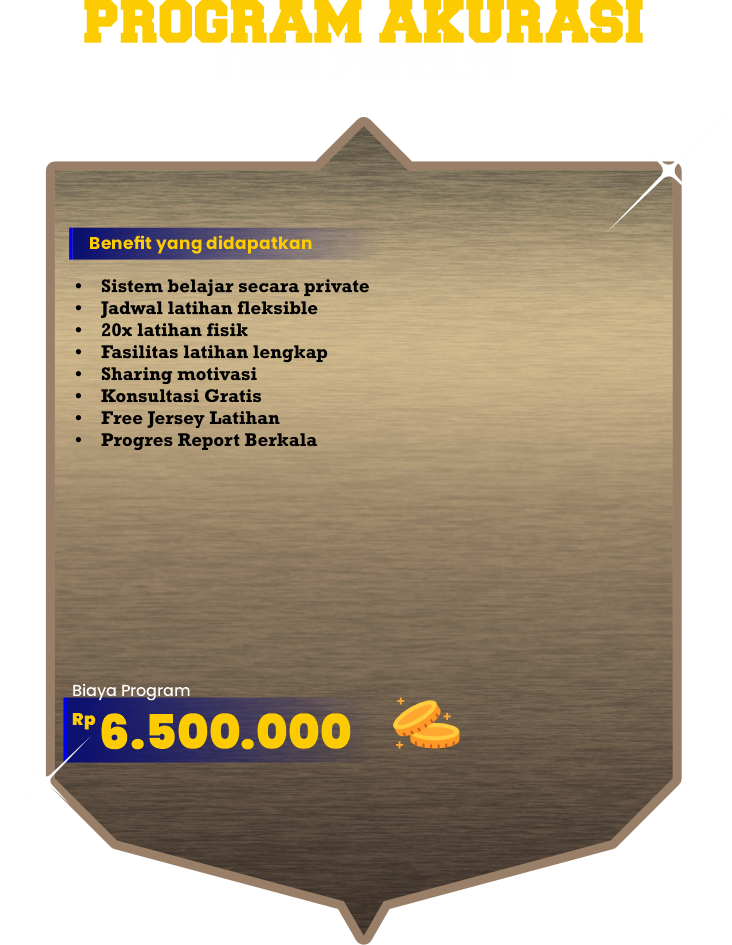 PROGRAM AKURASI
Benefit yang didapatkan
• Sistem belajar secara private
• Jadwal latihan fleksible
• 20x latihan fisik
• Fasilitas latihan lengkap
• Sharing motivasi
• Konsultasi Gratis
• Free Jersey Latihan
• Progres Report Berkala
Biaya Program
Rp 6.500.000